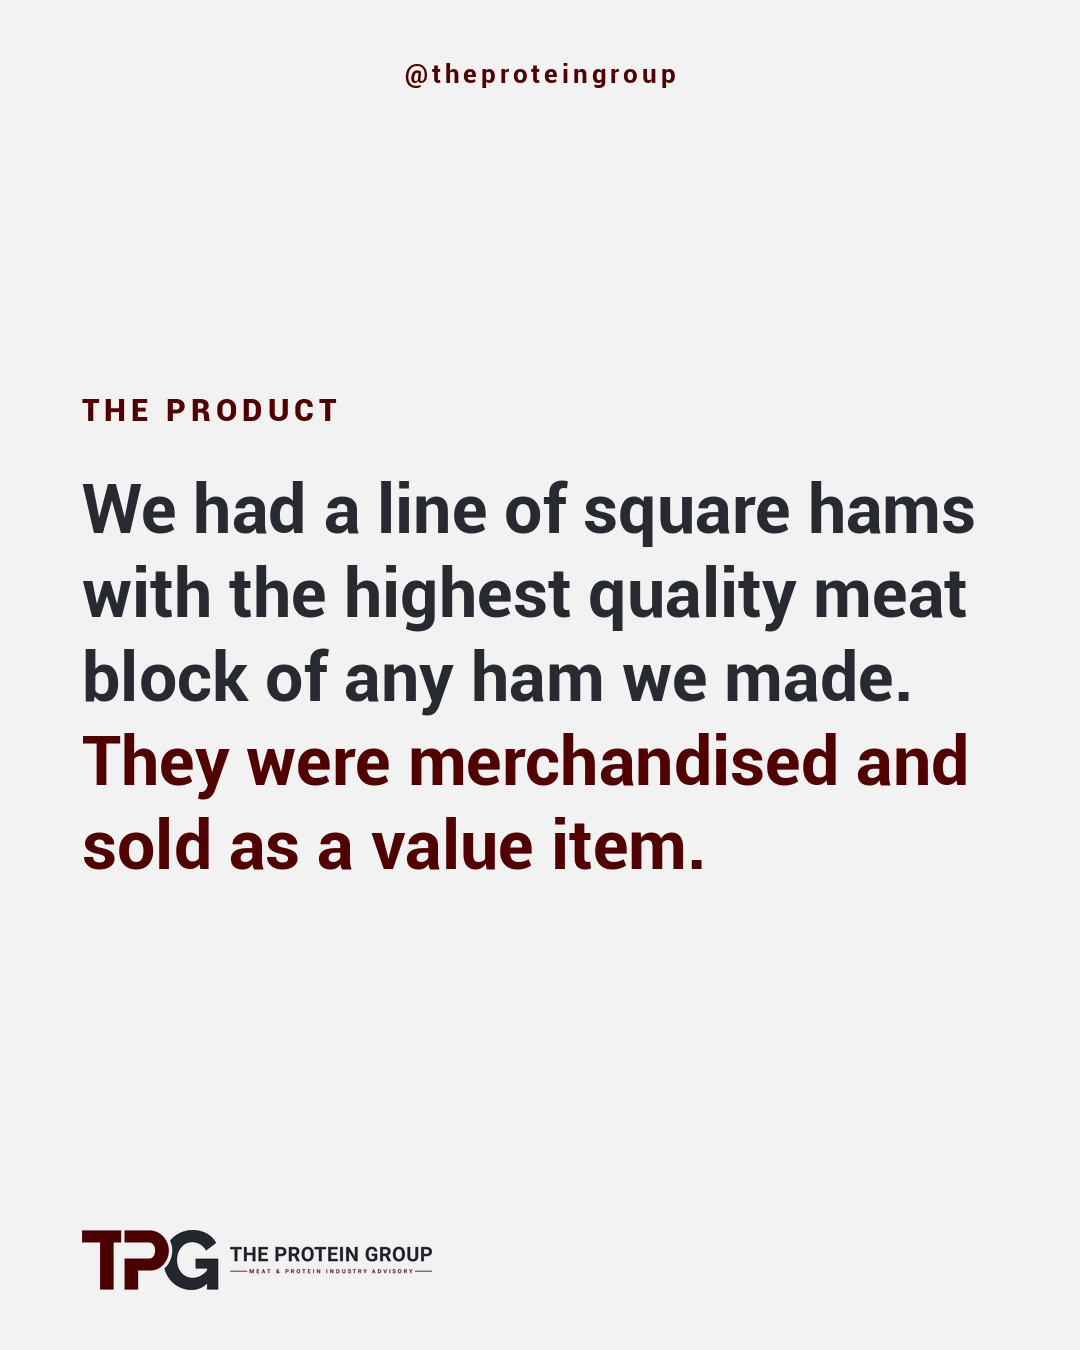 @theproteingroup
THE PRODUCT
We had a line of square hams
with the highest quality meat
block of any ham we made.
They were merchandised and
sold as a value item.
TPG
THE PROTEIN GROUP
MEAT & PROTEIN INDUSTRY ADVISORY